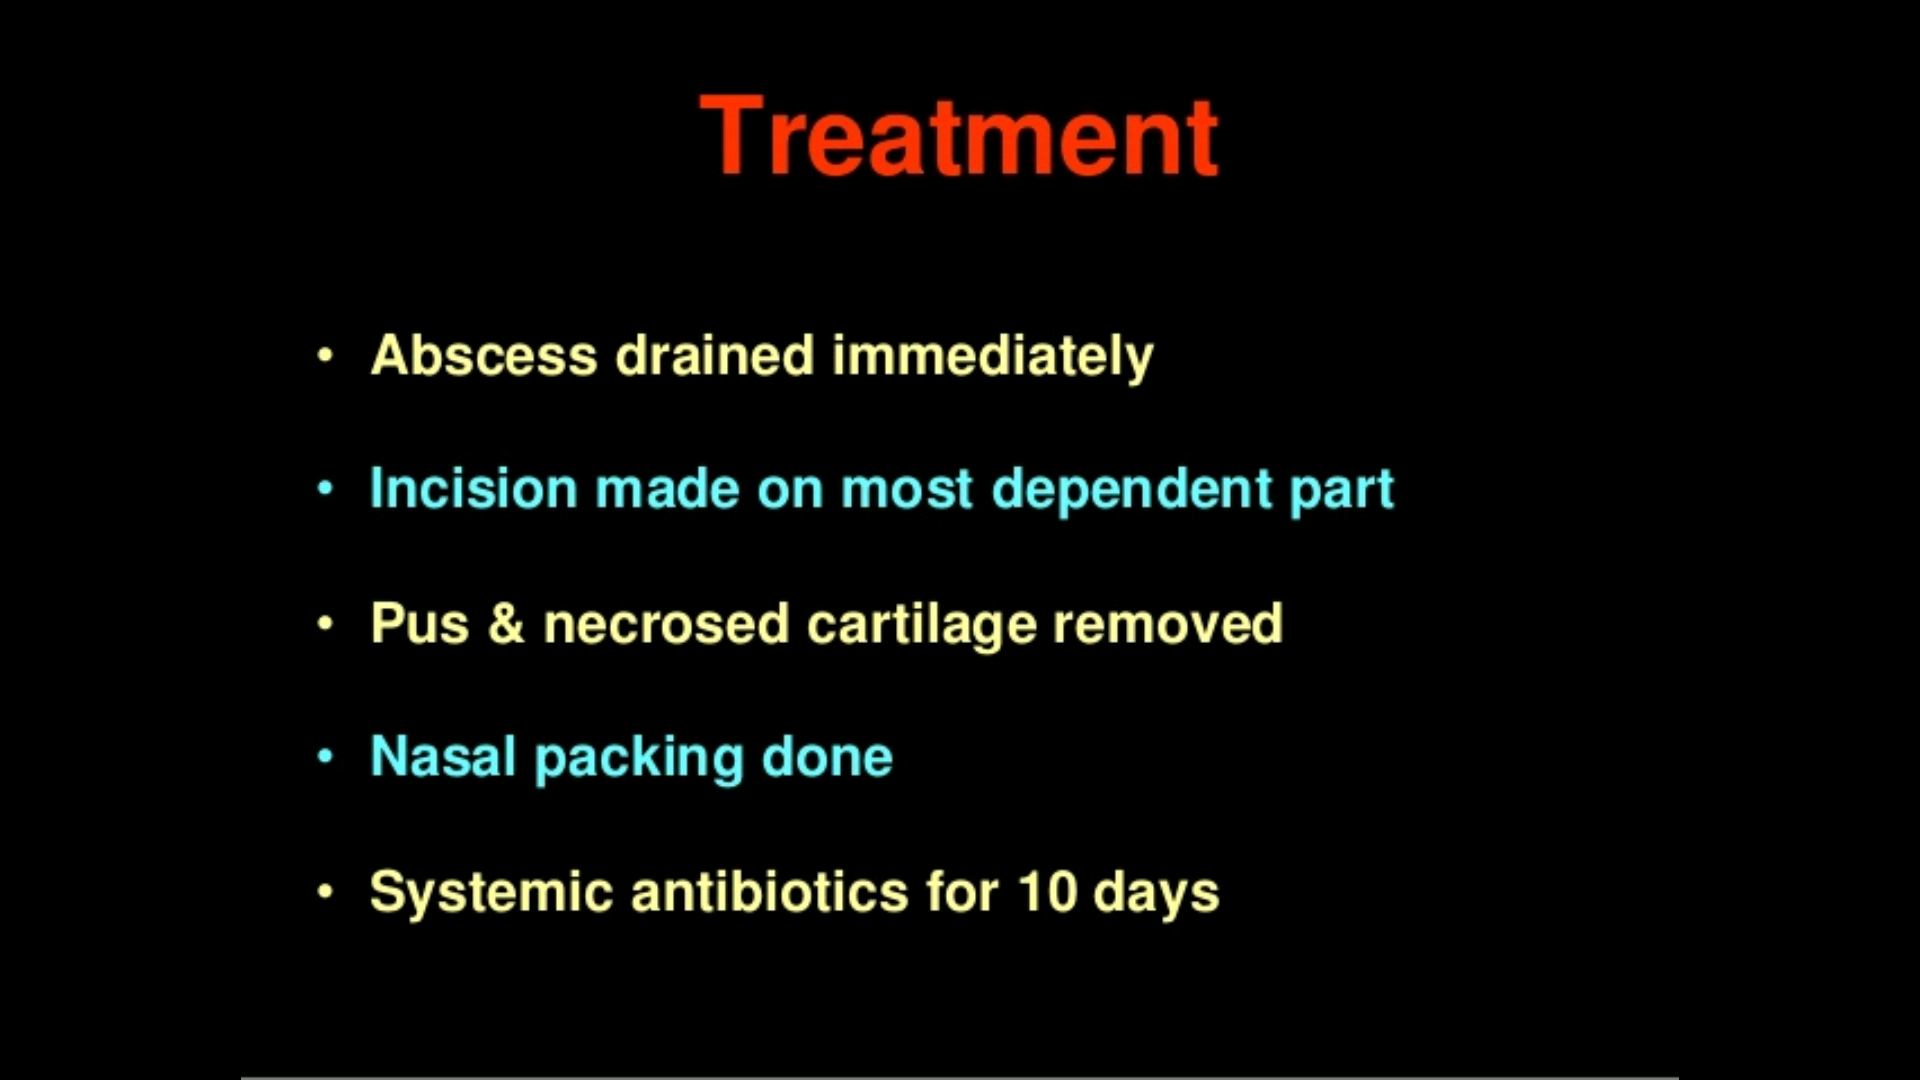 Treatment
• Abscess drained immediately
• Incision made on most dependent part
• Pus & necrosed cartilage removed
• Nasal packing done
• Systemic antibiotics for 10 days